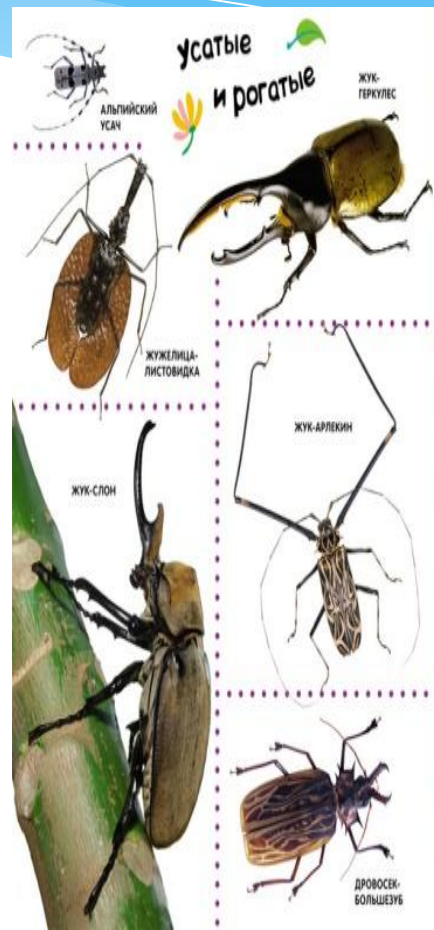 Усатые
и рогатые
АЛЬПИЙСКИЙ
УСАЧ
ЖУК-
ГЕРКУЛЕС
ЖУЖЕЛИЦА-
ЛИСТОВИДКА
ЖУК-АРЛЕКИН
ЖУК-СЛОН
ДРОВОСЕК-
БОЛЬШЕЗУБ